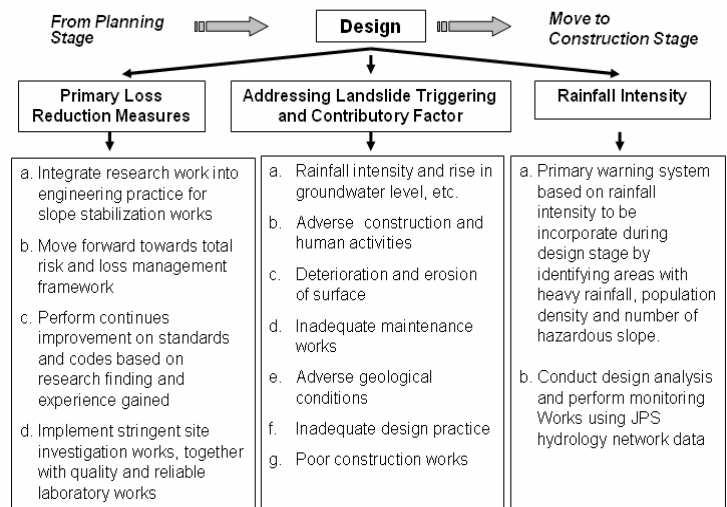 From Planning
Stage
Design
Move to
Construction Stage
Primary Loss
Reduction Measures
Addressing Landslide Triggering
and Contributory Factor
Rainfall Intensity
a. Integrate research work into
engineering practice for
slope stabilization works
b. Move forward towards total
risk and loss management
framework
c. Perform continues
improvement on standards
and codes based on
research finding and
experience gained
d. Implement stringent site
investigation works, together
with quality and reliable
laboratory works
a. Rainfall intensity and rise in
groundwater level, etc.
b. Adverse construction and
human activities
c. Deterioration and erosion
of surface
d. Inadequate maintenance
works
e. Adverse geological
conditions
f. Inadequate design practice
g. Poor construction works
a. Primary warning system
based on rainfall
intensity to be
incorporate during
design stage by
identifying areas with
heavy rainfall, population
density and number of
hazardous slope.
b. Conduct design analysis
and perform monitoring
Works using JPS
hydrology network data